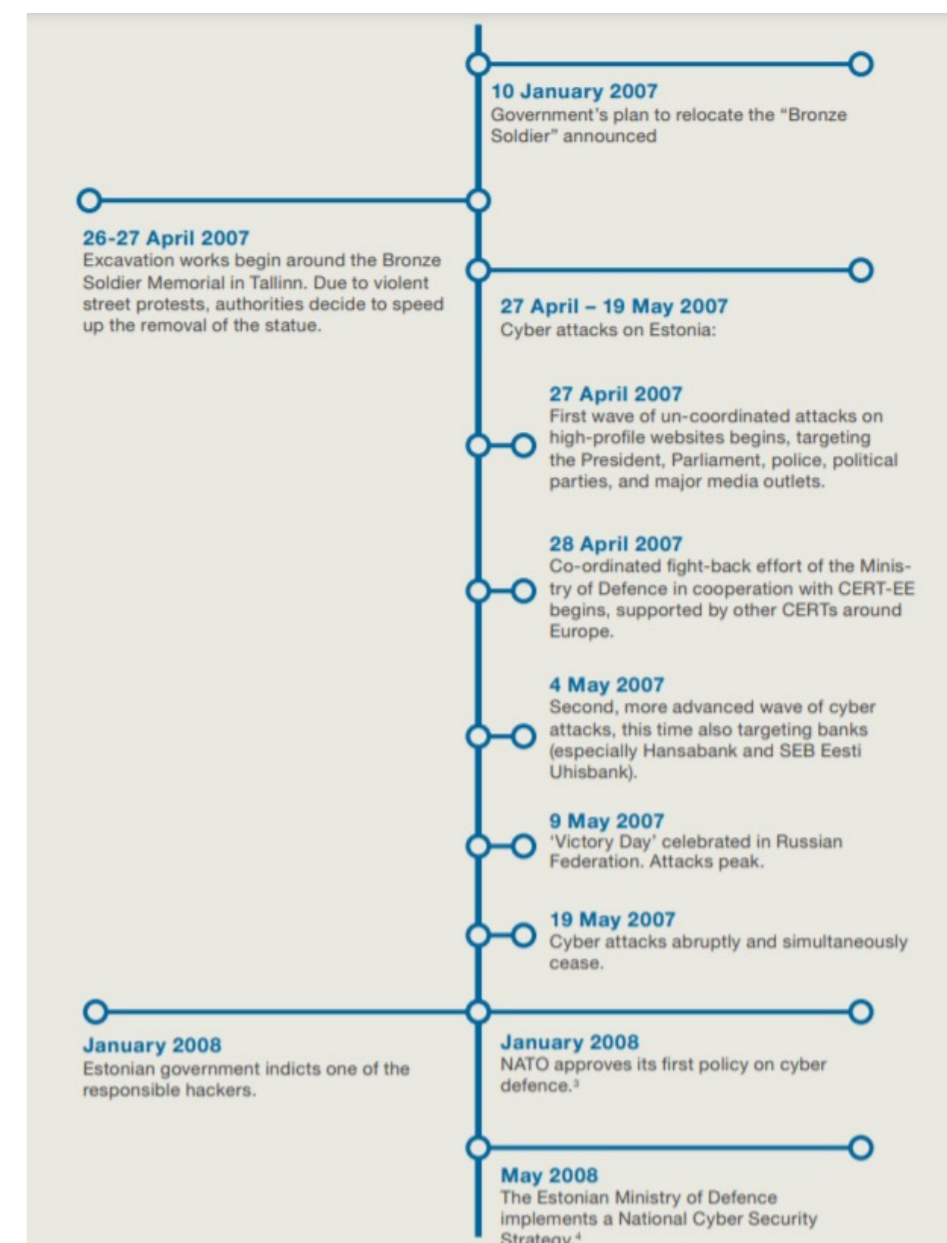 10 January 2007
Government's plan to relocate the “Bronze
Soldier” announced
26-27 April 2007
Excavation works begin around the Bronze
Soldier Memorial in Tallinn. Due to violent
street protests, authorities decide to speed
up the removal of the statue.
27 April – 19 May 2007
Cyber attacks on Estonia:
27 April 2007
First wave of un-coordinated attacks on
high-profile websites begins, targeting
the President, Parliament, police, political
parties, and major media outlets.
28 April 2007
Co-ordinated fight-back effort of the Minis-
try of Defence in cooperation with CERT-EE
begins, supported by other CERTs around
Europe.
4 May 2007
Second, more advanced wave of cyber
attacks, this time also targeting banks
(especially Hansabank and SEB Eesti
Uhisbank).
9 May 2007
‘Victory Day’ celebrated in Russian
Federation. Attacks peak.
19 May 2007
Cyber attacks abruptly and simultaneously
cease.
January 2008
Estonian government indicts one of the
responsible hackers.
January 2008
NATO approves its first policy on cyber
defence.³
May 2008
The Estonian Ministry of Defence
implements a National Cyber Security
Strategy.⁴